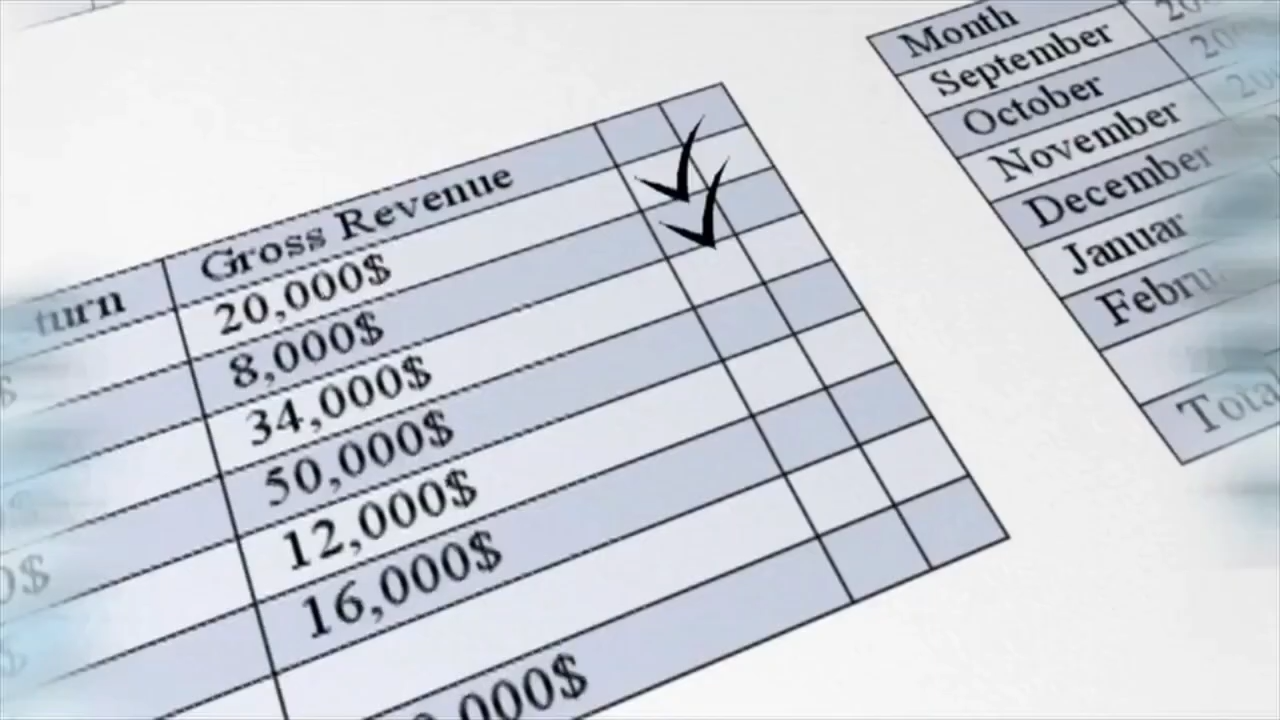 turn Gross Revenue
20,000$
8,000$
34,000$
50,000$
12,000$
16,000$
Month
September
October
November
December